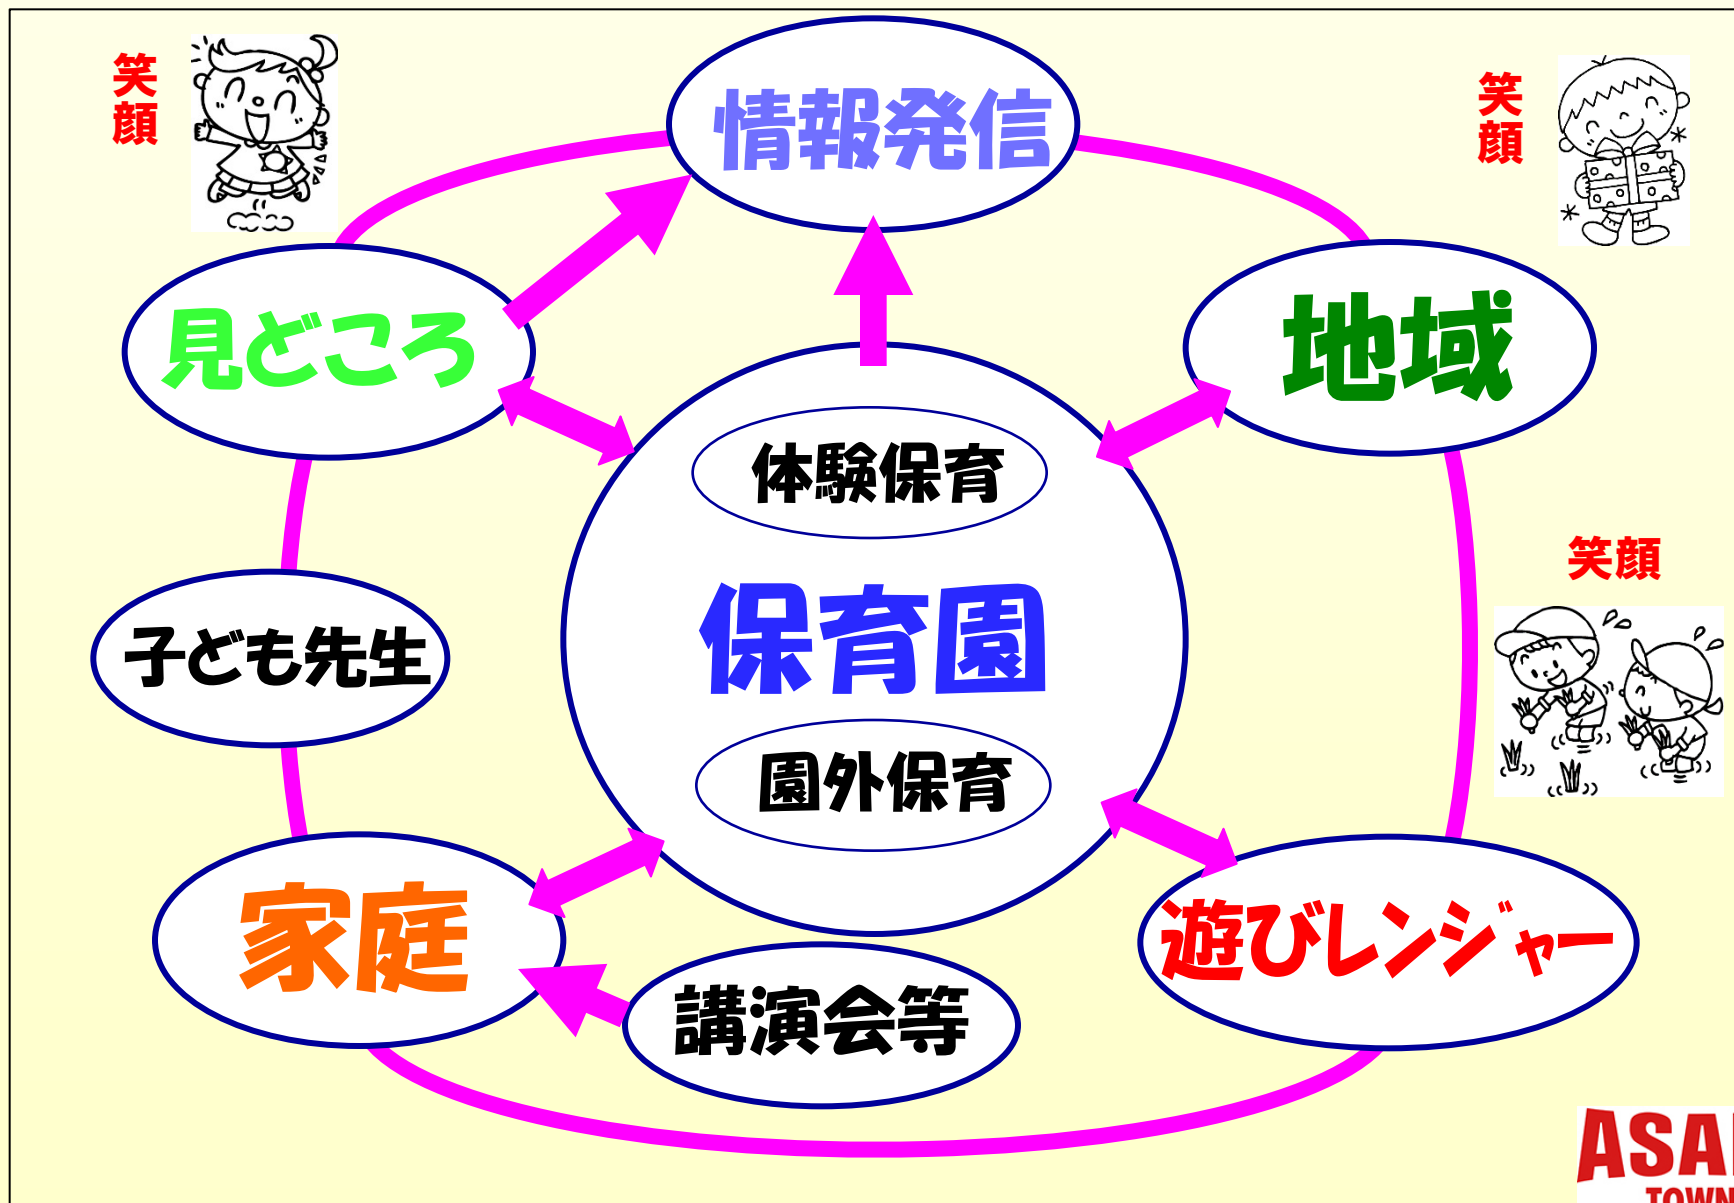 笑顔
情報発信
笑顔
見どころ
地域
体験保育
笑顔
保育園
子ども先生
園外保育
家庭
遊びレンジャー
講演会等
TOWN